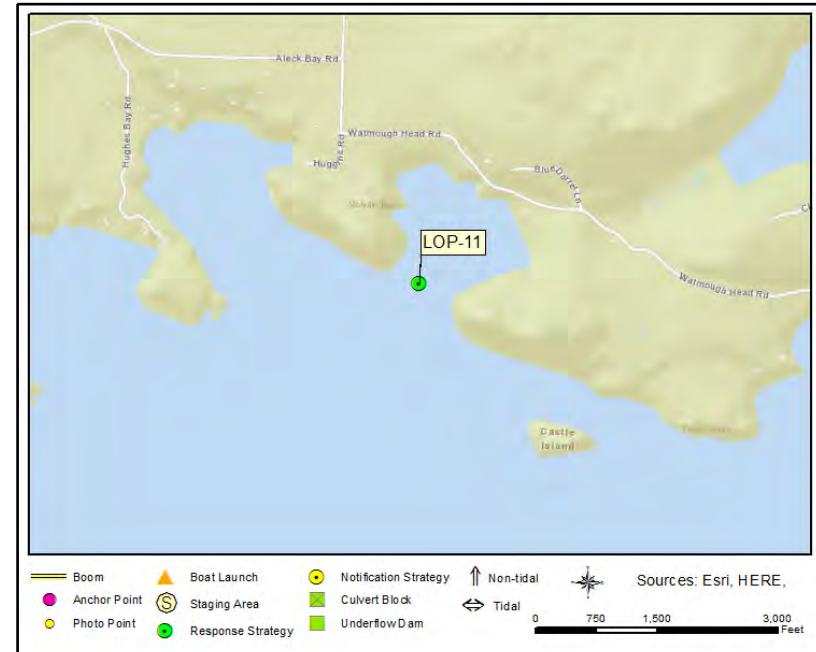 Aleck Bay Rd
Hughes Bay Rd
Watmough Head Rd
Huggins Rd
Blue Darter Ln
LOP-11
Watmough Head Rd
Castle
Island
Boom
Boat Launch
Notification Strategy
Non-tidal
Sources: Esri, HERE,
Anchor Point
S
Staging Area
Culvert Block
Tidal
Photo Point
Response Strategy
Underflow Dam
0 750 1,500 3,000
Feet